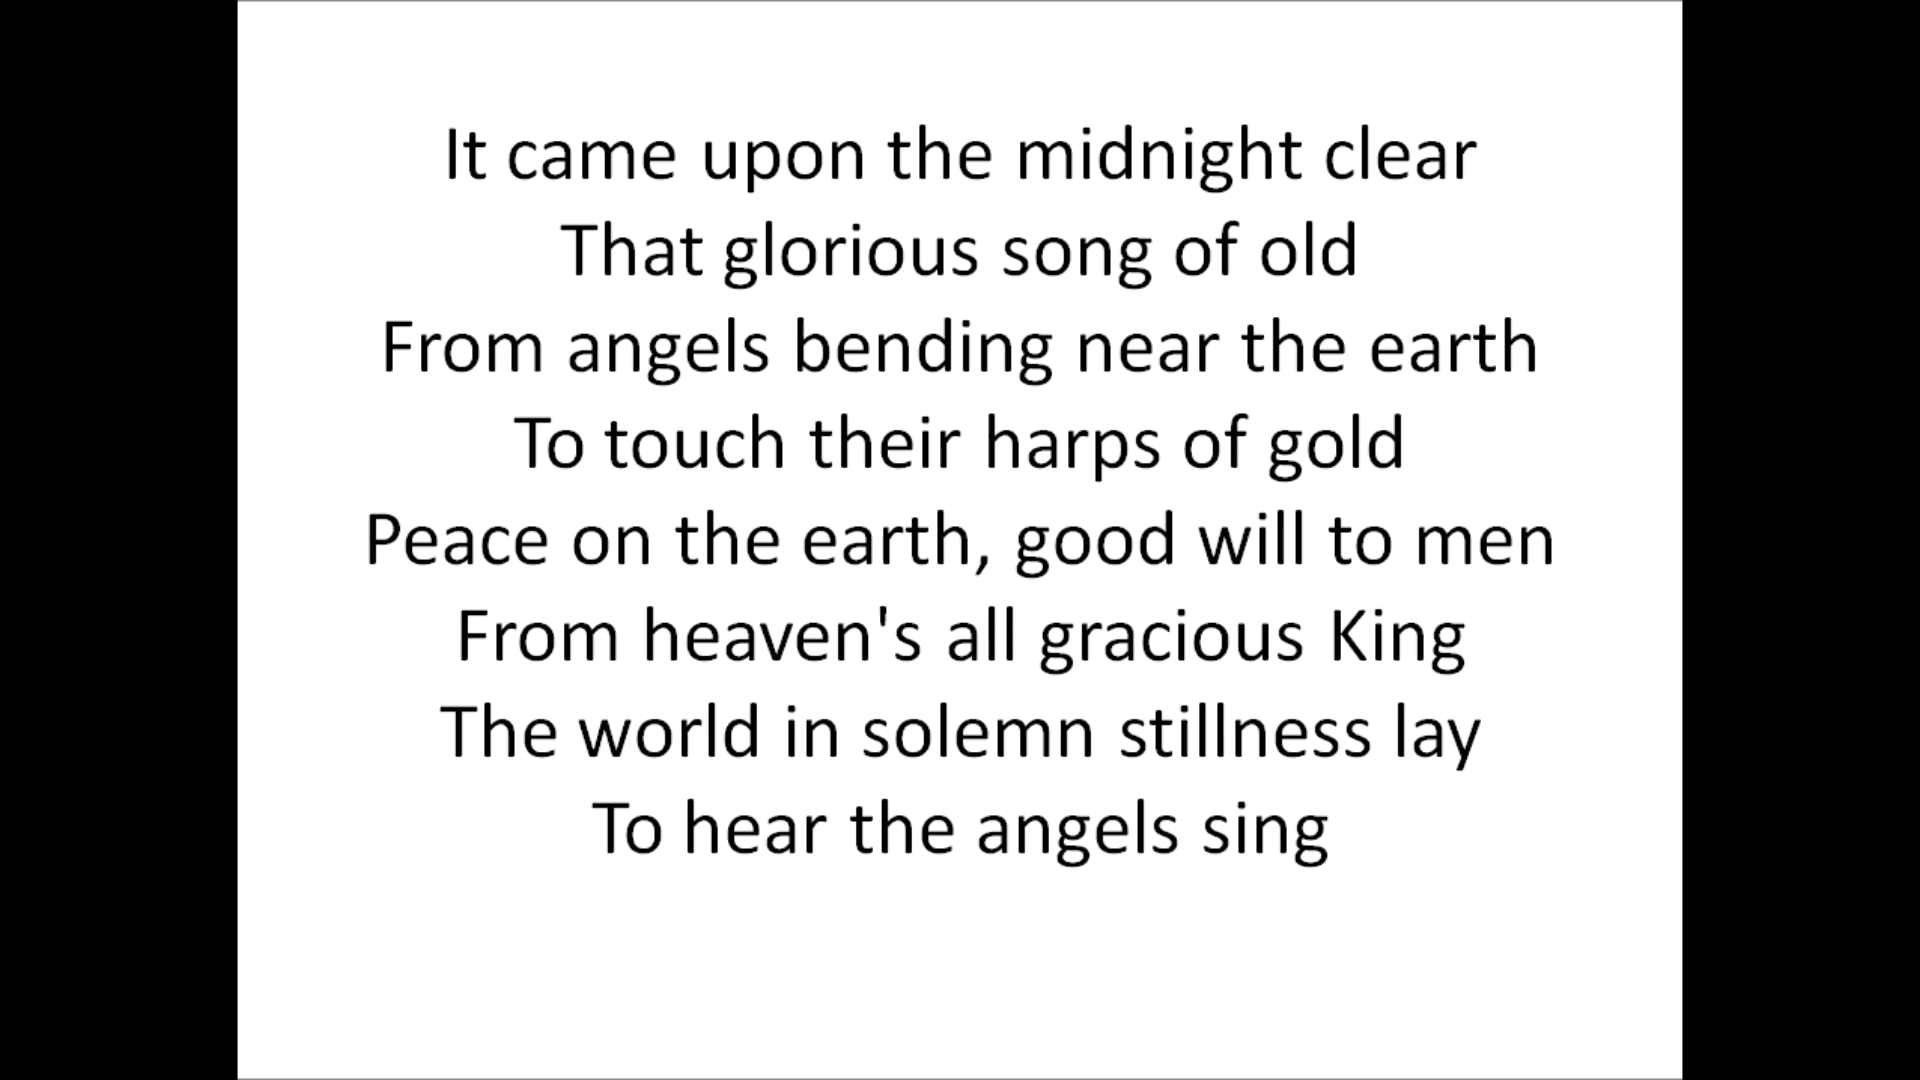 It came upon the midnight clear
That glorious song of old
From angels bending near the earth
To touch their harps of gold
Peace on the earth, good will to men
From heaven's all gracious King
The world in solemn stillness lay
To hear the angels sing